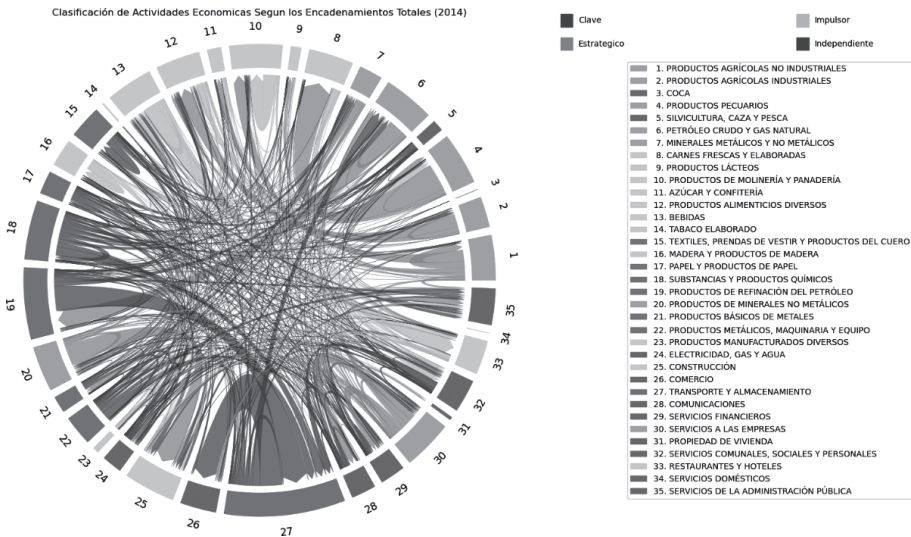 Clasificación de Actividades Economicas Segun los Encadenamientos Totales (2014)
Clave
Impulsor
Estrategico
Independiente
1. PRODUCTOS AGRÍCOLAS NO INDUSTRIALES
2. PRODUCTOS AGRÍCOLAS INDUSTRIALES
3. COCA
4. PRODUCTOS PECUARIOS
5. SILVICULTURA, CAZA Y PESCA
6. PETRÓLEO CRUDO Y GAS NATURAL
7. MINERALES METÁLICOS Y NO METÁLICOS
8. CARNES FRESCAS Y ELABORADAS
9. PRODUCTOS LÁCTEOS
10. PRODUCTOS DE MOLINERÍA Y PANADERÍA
11. AZÚCAR Y CONFITERÍA
12. PRODUCTOS ALIMENTICIOS DIVERSOS
13. BEBIDAS
14. TABACO ELABORADO
15. TEXTILES, PRENDAS DE VESTIR Y PRODUCTOS DEL CUERO
16. MADERA Y PRODUCTOS DE MADERA
17. PAPEL Y PRODUCTOS DE PAPEL
18. SUBSTANCIAS Y PRODUCTOS QUÍMICOS
19. PRODUCTOS DE REFINACIÓN DEL PETRÓLEO
20. PRODUCTOS DE MINERALES NO METÁLICOS
21. PRODUCTOS BÁSICOS DE METALES
22. PRODUCTOS METÁLICOS, MAQUINARIA Y EQUIPO
23. PRODUCTOS MANUFACTURADOS DIVERSOS
24. ELECTRICIDAD, GAS Y AGUA
25. CONSTRUCCIÓN
26. COMERCIO
27. TRANSPORTE Y ALMACENAMIENTO
28. COMUNICACIONES
29. SERVICIOS FINANCIEROS
30. SERVICIOS A LAS EMPRESAS
31. PROPIEDAD DE VIVIENDA
32. SERVICIOS COMUNALES, SOCIALES Y PERSONALES
33. RESTAURANTES Y HOTELES
34. SERVICIOS DOMÉSTICOS
35. SERVICIOS DE LA ADMINISTRACIÓN PÚBLICA
1
2
3
4
5
6
7
8
9
10
11
12
13
14
15
16
17
18
19
20
21
22
23
24
25
26
27
28
29
30
31
32
33
34
35